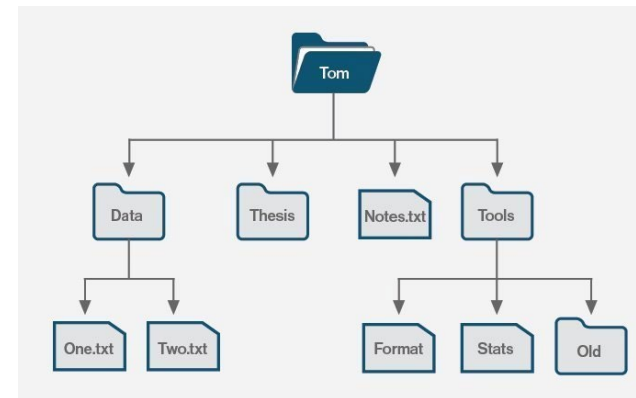 Tom
Data
Thesis
Notes.txt
Tools
One.txt
Two.txt
Format
Stats
Old